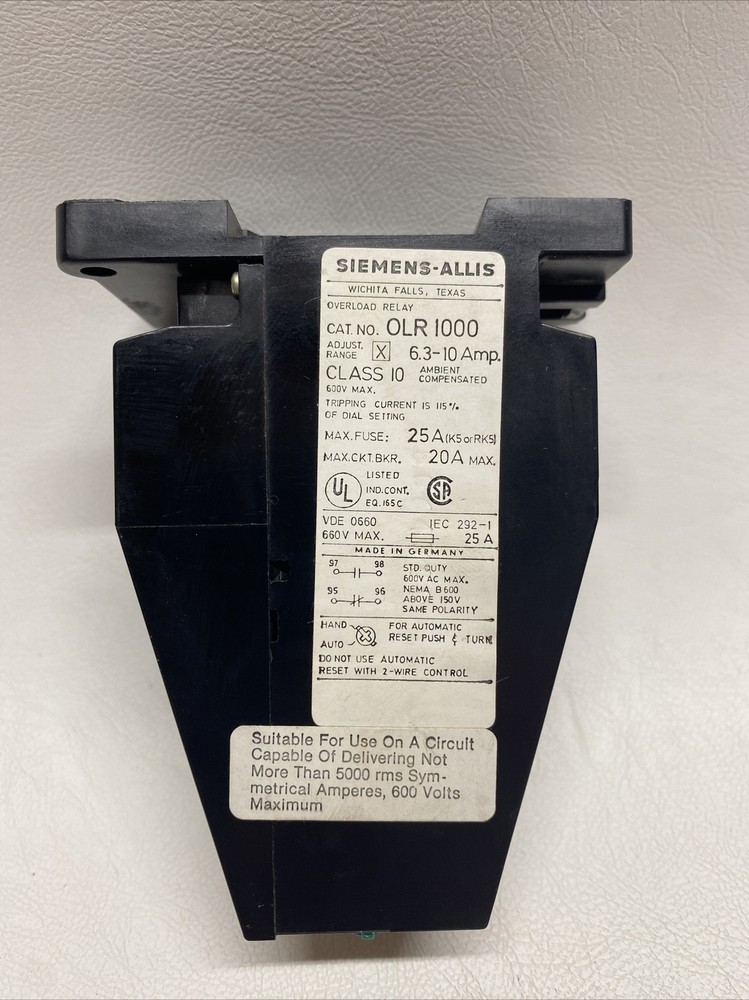 SIEMENS-ALLIS
WICHITA FALLS, TEXAS
OVERLOAD RELAY
CAT. NO. OLR 1000
ADJUST. RANGE X 6.3-10 Amp.
CLASS 10 AMBIENT COMPENSATED
600V MAX.
TRIPPING CURRENT IS 115%
OF DIAL SETTING
MAX. FUSE: 25A (K5 or RK5)
MAX. CKT. BKR. 20A MAX.
UL LISTED IND. CONT. EQ. 165C SA
VDE 0660 IEC 292-1
660V MAX. 25 A
MADE IN GERMANY
97 98 STD. DUTY
600V AC MAX.
95 96 NEMA B600
ABOVE 150V
SAME POLARITY
HAND FOR AUTOMATIC
AUTO RESET PUSH & TURN
DO NOT USE AUTOMATIC
RESET WITH 2-WIRE CONTROL
Suitable For Use On A Circuit
Capable Of Delivering Not
More Than 5000 rms Sym-
metrical Amperes, 600 Volts
Maximum